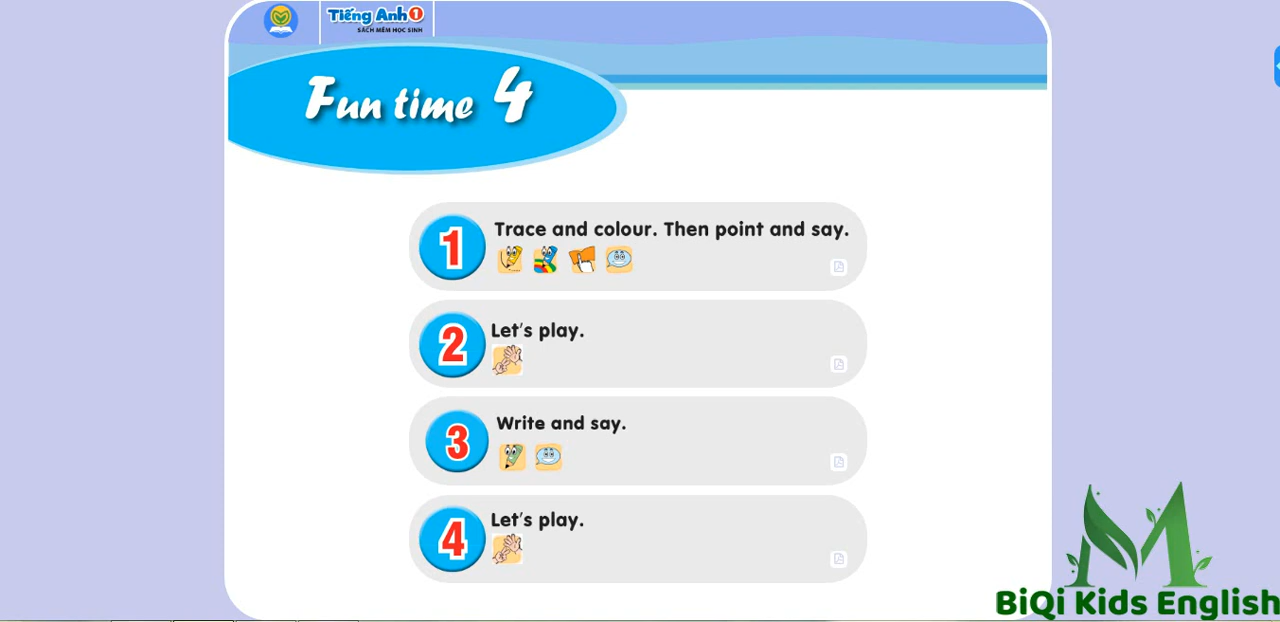 Tiếng Anh 1
SÁCH MỀM HỌC SINH
Fun time 4
1 Trace and colour. Then point and say.
2 Let's play.
3 Write and say.
4 Let's play.
BiQi Kids English